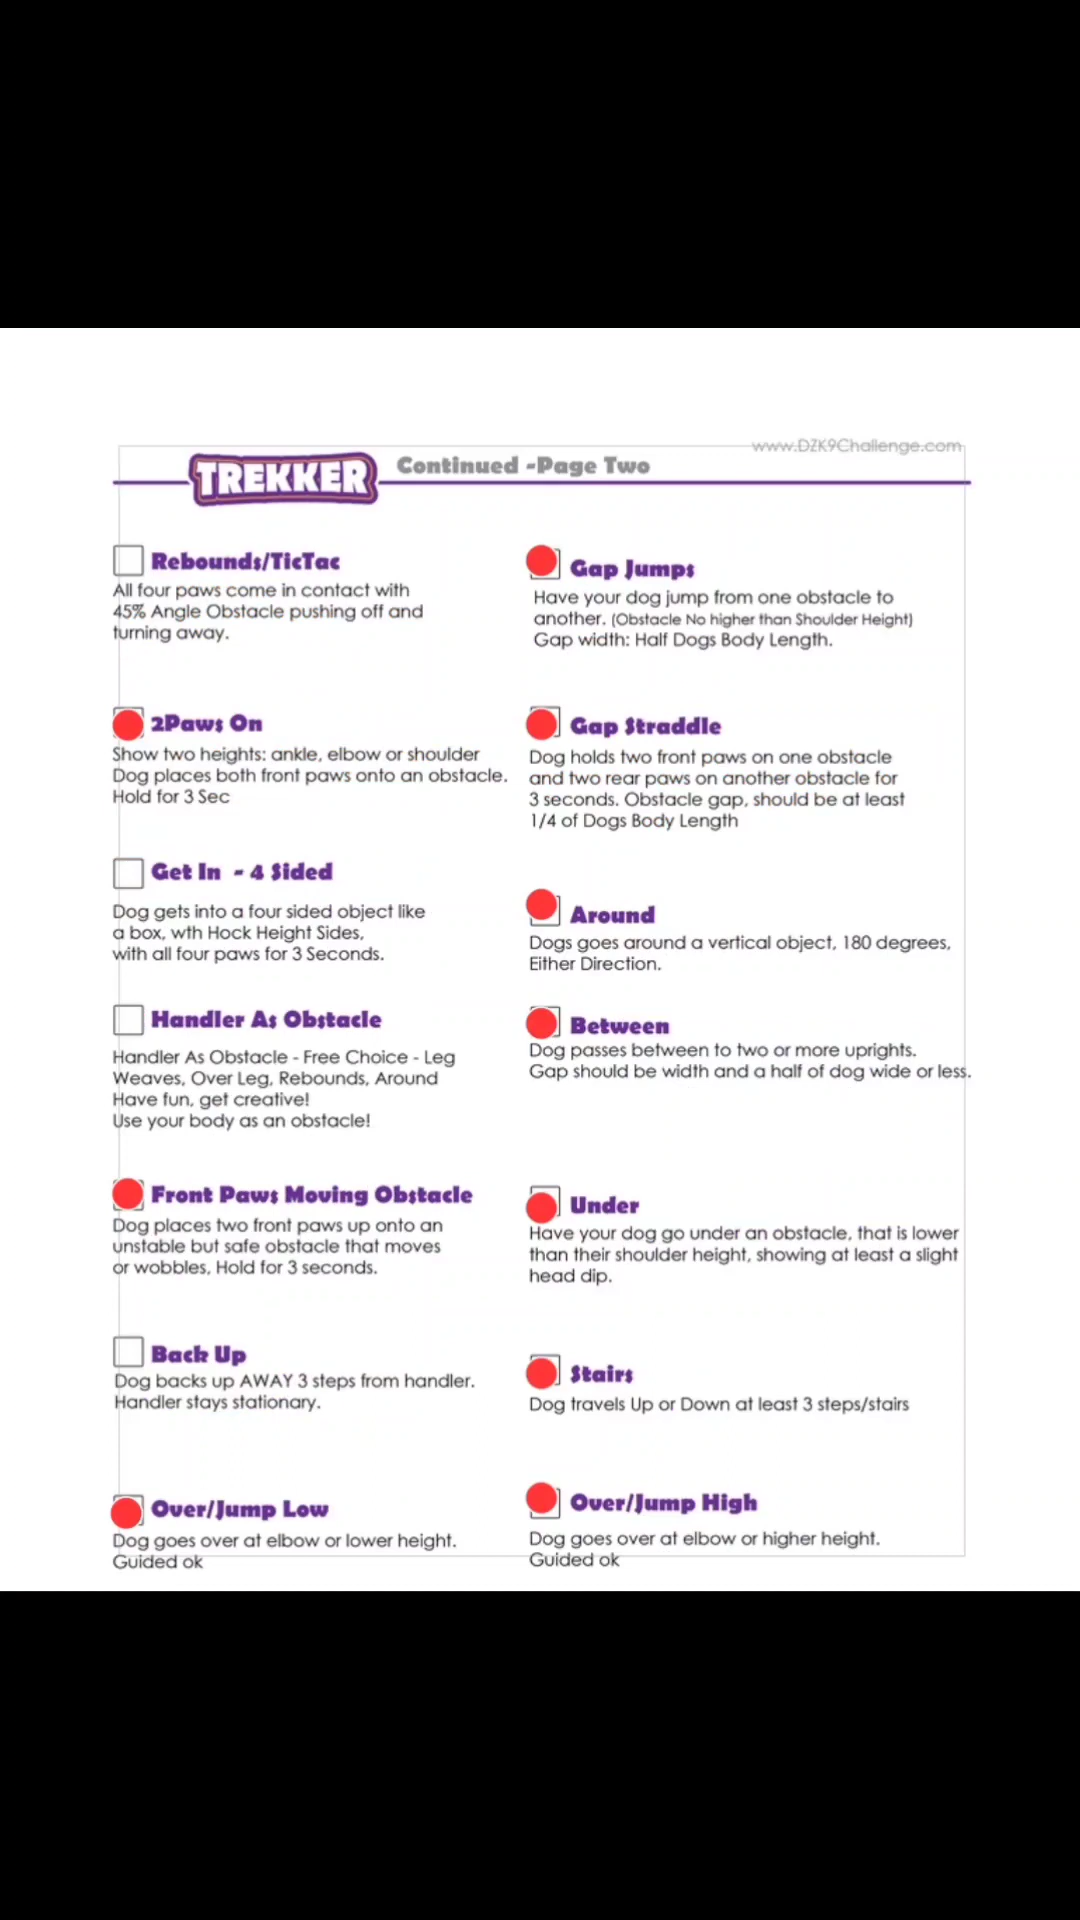 www.DZK9Challenge.com
TREKKER
Continued -Page Two
Rebounds/TicTac
All four paws come in contact with
45% Angle Obstacle pushing off and
turning away.
2Paws On
Show two heights: ankle, elbow or shoulder
Dog places both front paws onto an obstacle.
Hold for 3 Sec
Get In - 4 Sided
Dog gets into a four sided object like
a box, wth Hock Height Sides,
with all four paws for 3 Seconds.
Handler As Obstacle
Handler As Obstacle - Free Choice - Leg
Weaves, Over Leg, Rebounds, Around
Have fun, get creative!
Use your body as an obstacle!
Front Paws Moving Obstacle
Dog places two front paws up onto an
unstable but safe obstacle that moves
or wobbles, Hold for 3 seconds.
Back Up
Dog backs up AWAY 3 steps from handler.
Handler stays stationary.
Over/Jump Low
Dog goes over at elbow or lower height.
Guided ok
Gap Jumps
Have your dog jump from one obstacle to
another. (Obstacle No higher than Shoulder Height)
Gap width: Half Dogs Body Length.
Gap Straddle
Dog holds two front paws on one obstacle
and two rear paws on another obstacle for
3 seconds. Obstacle gap, should be at least
1/4 of Dogs Body Length
Around
Dogs goes around a vertical object, 180 degrees,
Either Direction.
Between
Dog passes between to two or more uprights.
Gap should be width and a half of dog wide or less.
Under
Have your dog go under an obstacle, that is lower
than their shoulder height, showing at least a slight
head dip.
Stairs
Dog travels Up or Down at least 3 steps/stairs
Over/Jump High
Dog goes over at elbow or higher height.
Guided ok